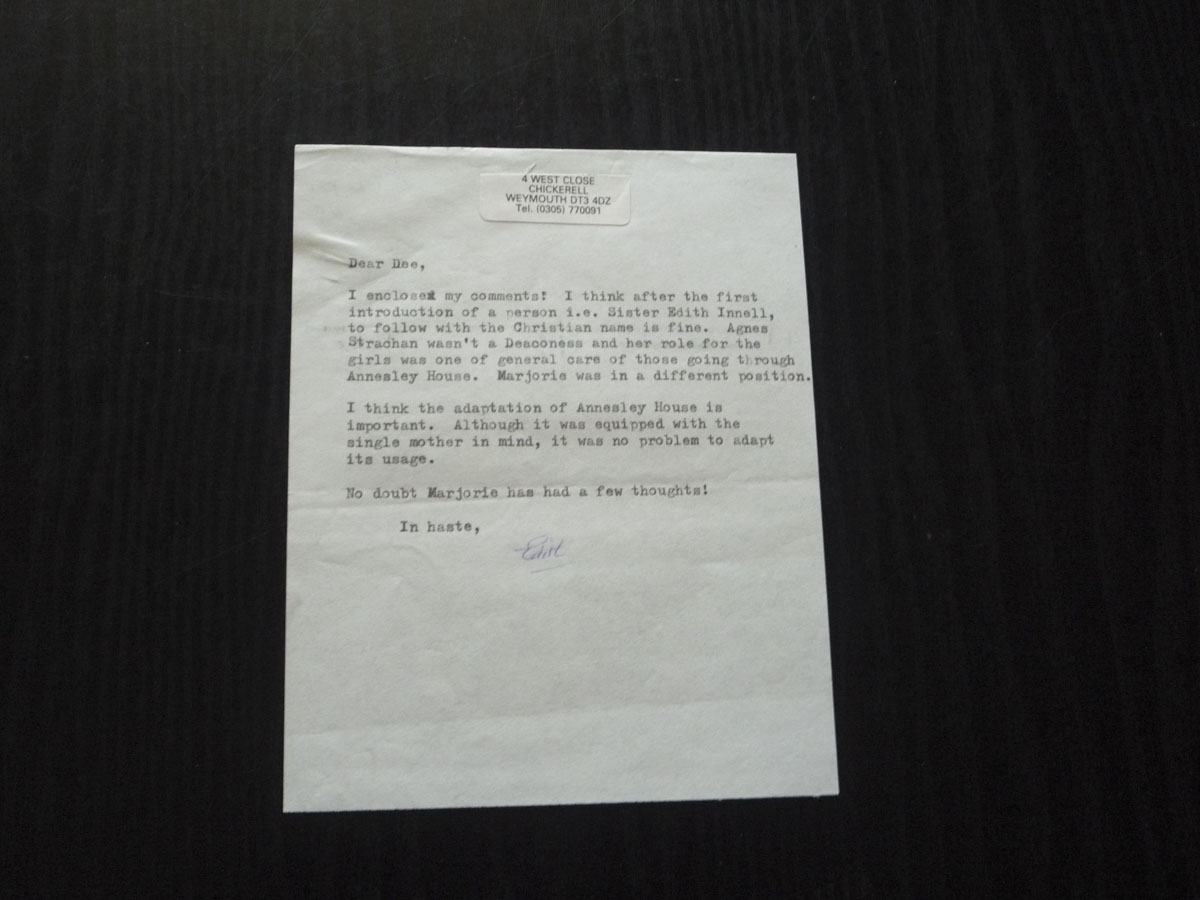 4 WEST CLOSE
CHICKERELL
WEYMOUTH DT3 4DZ
Tel. (0305) 770091
Dear Dee,
I enclose my comments! I think after the first
introduction of a person i.e. Sister Edith Innell,
to follow with the Christian name is fine. Agnes
Strachan wasn't a Deaconess and her role for the
girls was one of general care of those going through
Annesley House. Marjorie was in a different position.
I think the adaptation of Annesley House is
important. Although it was equipped with the
single mother in mind, it was no problem to adapt
its usage.
No doubt Marjorie has had a few thoughts!
In haste,
Edith